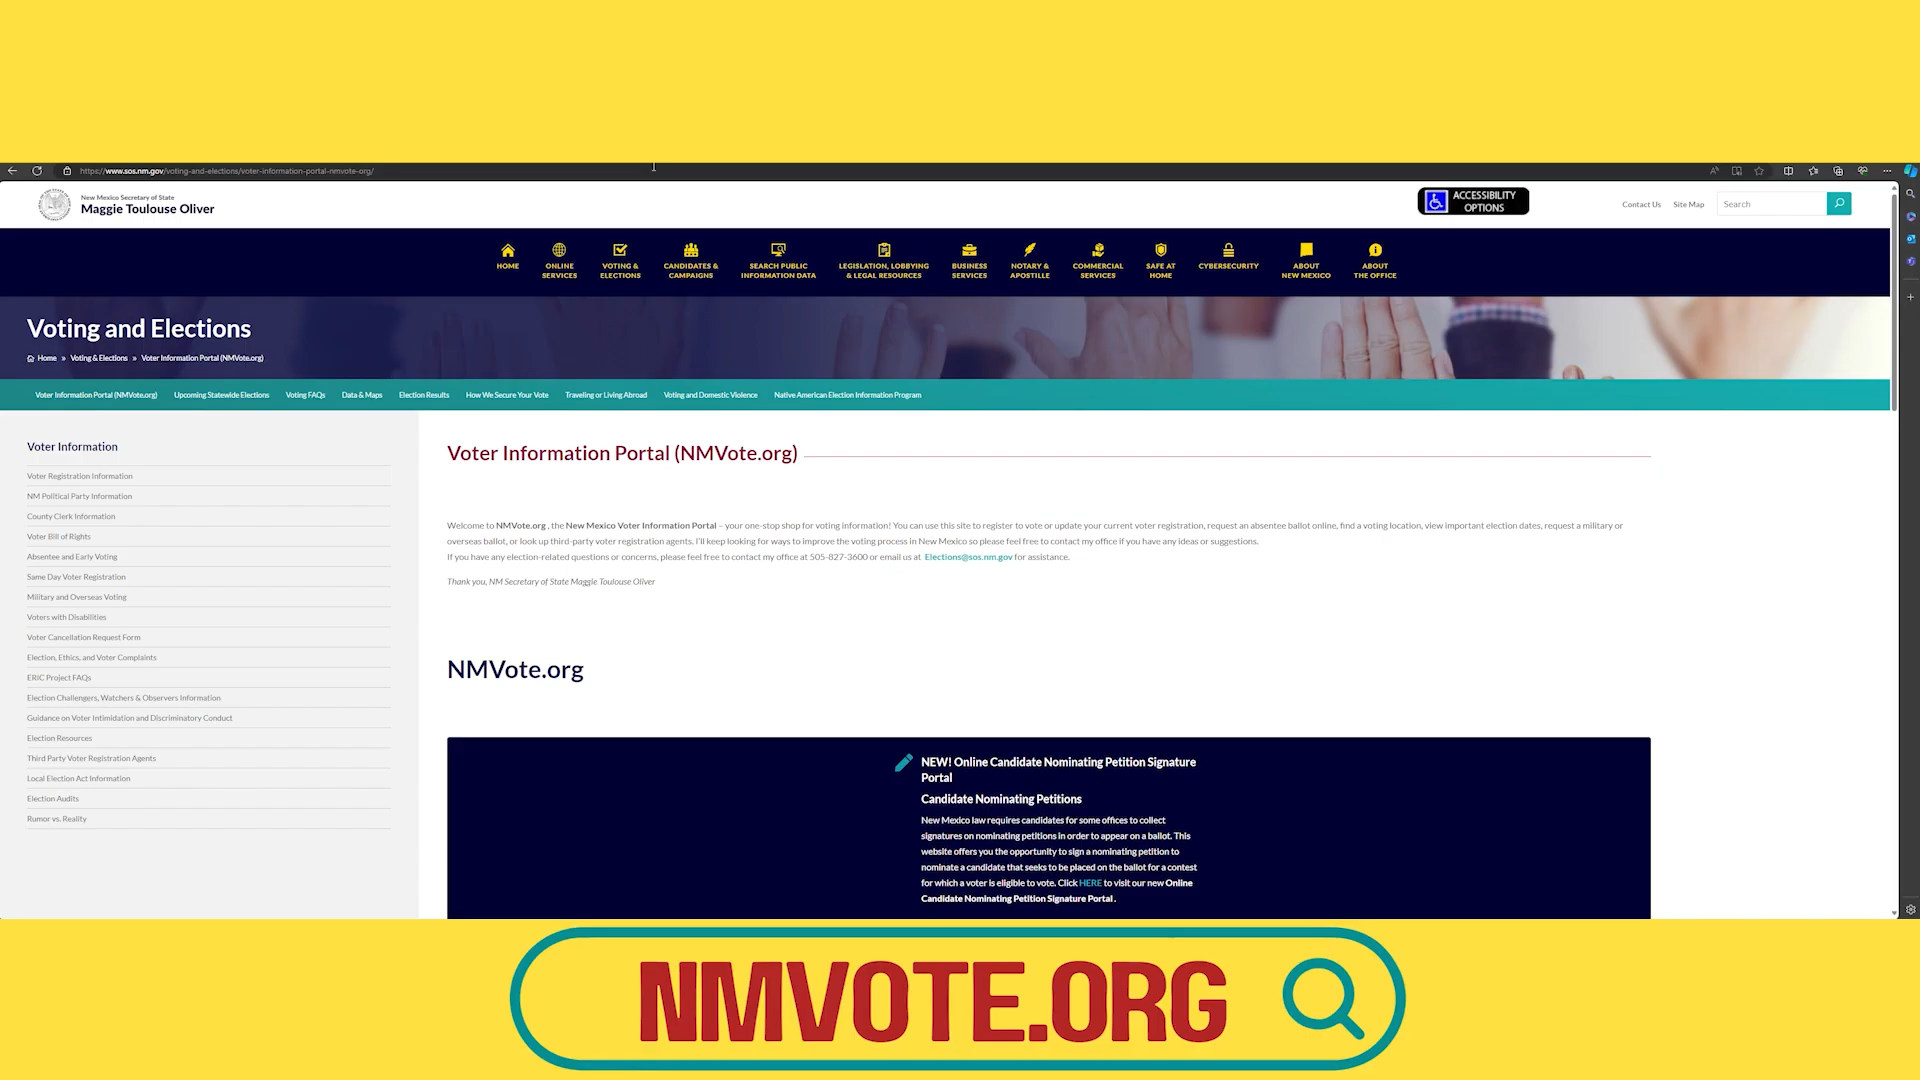 https://www.sos.nm.gov/voting-and-elections/voter-information-portal-nmvote-org/
New Mexico Secretary of State
Maggie Toulouse Oliver
ACCESSIBILITY
OPTIONS
Contact Us
Site Map
Search
HOME
ONLINE
SERVICES
VOTING &
ELECTIONS
CANDIDATES &
CAMPAIGNS
SEARCH PUBLIC
INFORMATION DATA
LEGISLATION, LOBBYING
& LEGAL RESOURCES
BUSINESS
SERVICES
NOTARY &
APOSTILLE
COMMERCIAL
SERVICES
SAFE AT
HOME
CYBERSECURITY
ABOUT
NEW MEXICO
ABOUT
THE OFFICE
Voting and Elections
Home » Voting & Elections » Voter Information Portal (NMVote.org)
Voter Information Portal (NMVote.org)
Upcoming Statewide Elections
Voting FAQs
Data & Maps
Election Results
How We Secure Your Vote
Traveling or Living Abroad
Voting and Domestic Violence
Native American Election Information Program
Voter Information
Voter Registration Information
NM Political Party Information
County Clerk Information
Voter Bill of Rights
Absentee and Early Voting
Same Day Voter Registration
Military and Overseas Voting
Voters with Disabilities
Voter Cancellation Request Form
Election, Ethics, and Voter Complaints
ERIC Project FAQs
Election Challengers, Watchers & Observers Information
Guidance on Voter Intimidation and Discriminatory Conduct
Election Resources
Third Party Voter Registration Agents
Local Election Act Information
Election Audits
Rumor vs. Reality
Voter Information Portal (NMVote.org)
Welcome to NMVote.org , the New Mexico Voter Information Portal – your one-stop shop for voting information! You can use this site to register to vote or update your current voter registration, request an absentee ballot online, find a voting location, view important election dates, request a military or
overseas ballot, or look up third-party voter registration agents. I'll keep looking for ways to improve the voting process in New Mexico so please feel free to contact my office if you have any ideas or suggestions.
If you have any election-related questions or concerns, please feel free to contact my office at 505-827-3600 or email us at Elections@sos.nm.gov for assistance.
Thank you, NM Secretary of State Maggie Toulouse Oliver
NMVote.org
NEW! Online Candidate Nominating Petition Signature
Portal
Candidate Nominating Petitions
New Mexico law requires candidates for some offices to collect
signatures on nominating petitions in order to appear on a ballot. This
website offers you the opportunity to sign a nominating petition to
nominate a candidate that seeks to be placed on the ballot for a contest
for which a voter is eligible to vote. Click HERE to visit our new Online
Candidate Nominating Petition Signature Portal .
NMVOTE.ORG